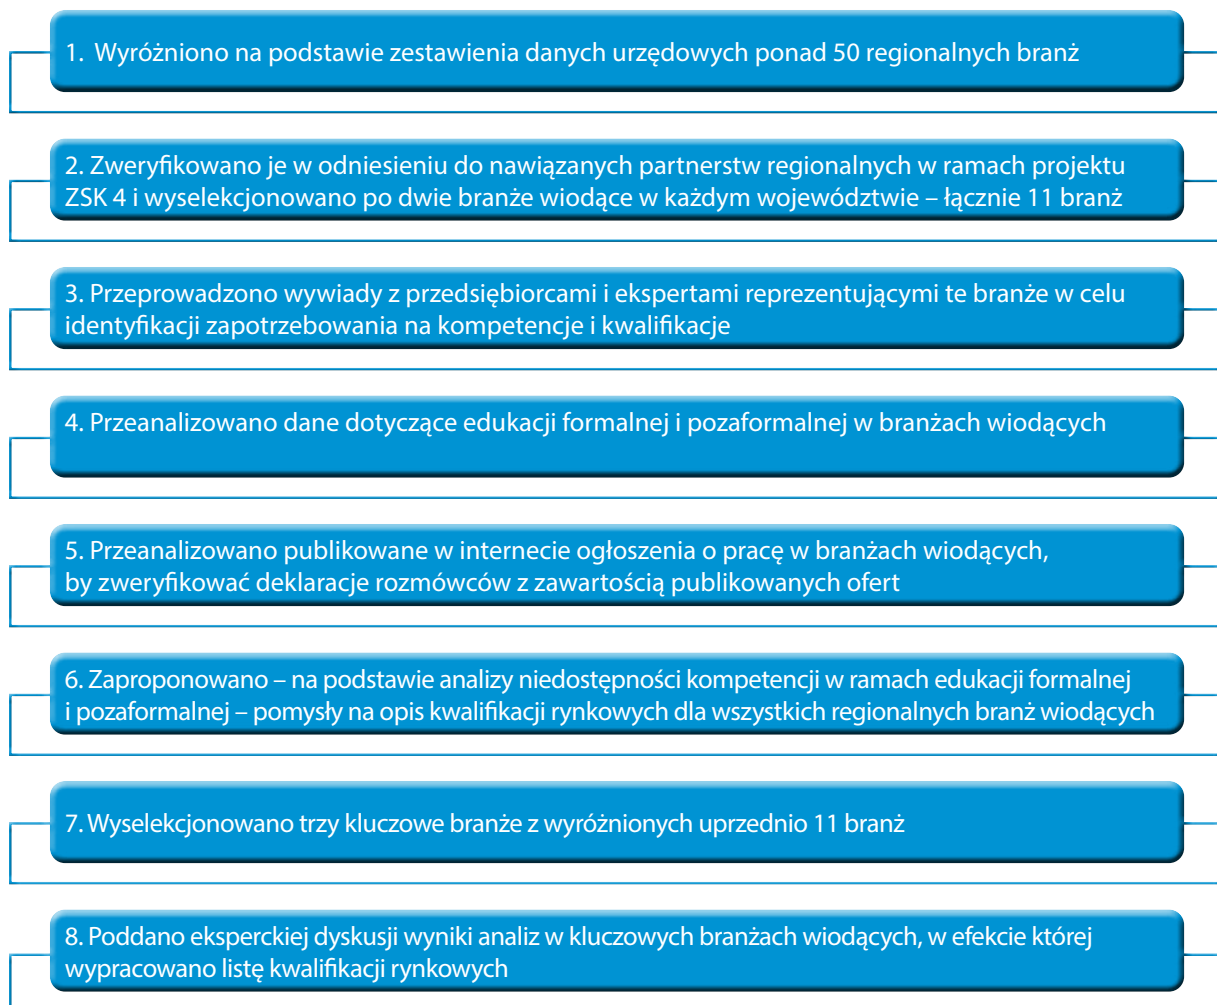 1. Wyróżniono na podstawie zestawienia danych urzędowych ponad 50 regionalnych branż
2. Zweryfikowano je w odniesieniu do nawiązanych partnerstw regionalnych w ramach projektu
ZSK 4 i wyselekcjonowano po dwie branże wiodące w każdym województwie – łącznie 11 branż
3. Przeprowadzono wywiady z przedsiębiorcami i ekspertami reprezentującymi te branże w celu
identyfikacji zapotrzebowania na kompetencje i kwalifikacje
4. Przeanalizowano dane dotyczące edukacji formalnej i pozaformalnej w branżach wiodących
5. Przeanalizowano publikowane w internecie ogłoszenia o pracę w branżach wiodących,
by zweryfikować deklaracje rozmówców z zawartością publikowanych ofert
6. Zaproponowano – na podstawie analizy niedostępności kompetencji w ramach edukacji formalnej
i pozaformalnej – pomysły na opis kwalifikacji rynkowych dla wszystkich regionalnych branż wiodących
7. Wyselekcjonowano trzy kluczowe branże z wyróżnionych uprzednio 11 branż
8. Poddano eksperckiej dyskusji wyniki analiz w kluczowych branżach wiodących, w efekcie której
wypracowano listę kwalifikacji rynkowych